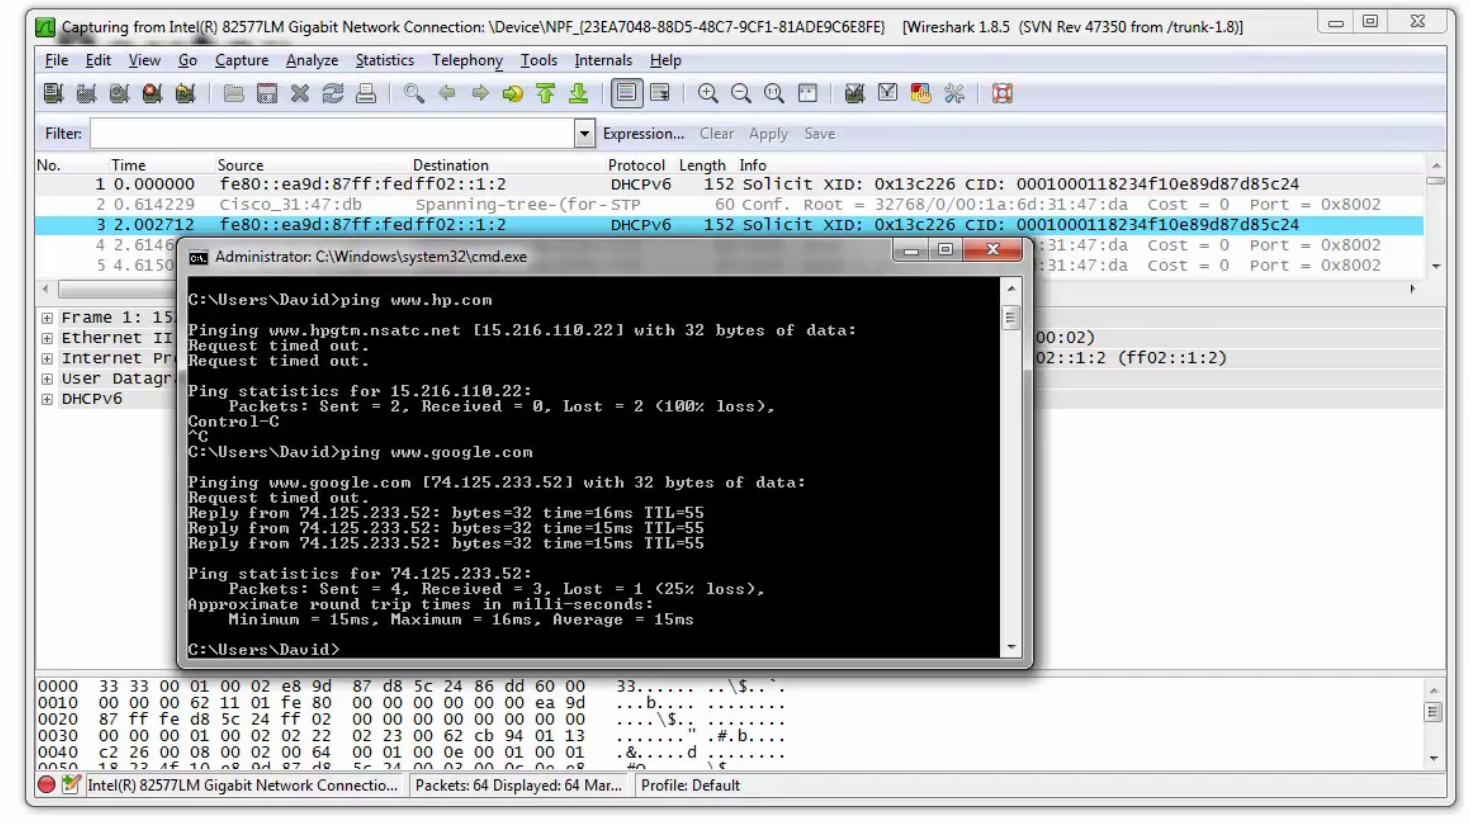 Capturing from Intel(R) 82577LM Gigabit Network Connection: \Device\NPF_{23EA7048-88D5-48C7-9CF1-81ADE9C6E8FE} [Wireshark 1.8.5 (SVN Rev 47350 from /trunk-1.8)]
File Edit View Go Capture Analyze Statistics Telephony Tools Internals Help
Filter: Expression... Clear Apply Save
No. Time Source Destination Protocol Length Info
1 0.000000 fe80::ea9d:87ff:fed ff02::1:2 DHCPv6 152 Solicit XID: 0x13c226 CID: 0001000118234f10e89d87d85c24
2 0.614229 Cisco_31:47:db Spanning-tree-(for- STP 60 Conf. Root = 32768/0/00:1a:6d:31:47:da Cost = 0 Port = 0x8002
3 2.002712 fe80::ea9d:87ff:fed ff02::1:2 DHCPv6 152 Solicit XID: 0x13c226 CID: 0001000118234f10e89d87d85c24
4 2.6146 :31:47:da Cost = 0 Port = 0x8002
5 4.6150 :31:47:da Cost = 0 Port = 0x8002
Administrator: C:\Windows\system32\cmd.exe
C:\Users\David>ping www.hp.com
Pinging www.hpgtm.nsatc.net [15.216.110.22] with 32 bytes of data:
Request timed out.
Request timed out.
Ping statistics for 15.216.110.22:
Packets: Sent = 2, Received = 0, Lost = 2 (100% loss),
Control-C
^C
C:\Users\David>ping www.google.com
Pinging www.google.com [74.125.233.52] with 32 bytes of data:
Request timed out.
Reply from 74.125.233.52: bytes=32 time=16ms TTL=55
Reply from 74.125.233.52: bytes=32 time=15ms TTL=55
Reply from 74.125.233.52: bytes=32 time=15ms TTL=55
Ping statistics for 74.125.233.52:
Packets: Sent = 4, Received = 3, Lost = 1 (25% loss),
Approximate round trip times in milli-seconds:
Minimum = 15ms, Maximum = 16ms, Average = 15ms
C:\Users\David>
Frame 1: 15
Ethernet II 00:02)
Internet Pr 02::1:2 (ff02::1:2)
User Datagr
DHCPv6
0000 33 33 00 01 00 02 e8 9d 87 d8 5c 24 86 dd 60 00 33...... ..\$..`.
0010 00 00 00 62 11 01 fe 80 00 00 00 00 00 00 ea 9d ...b.... ........
0020 87 ff fe d8 5c 24 ff 02 00 00 00 00 00 00 00 00 ....\$.. ........
0030 00 00 00 01 00 02 02 22 02 23 00 62 cb 94 01 13 ......." .#.b....
0040 c2 26 00 08 00 02 00 64 00 01 00 0e 00 01 00 01 .&.....d ........
0050 18 23 4f 10 e8 9d 87 d8 5c 24 00 03 00 0c 0e e8
Intel(R) 82577LM Gigabit Network Connectio... Packets: 64 Displayed: 64 Mar... Profile: Default